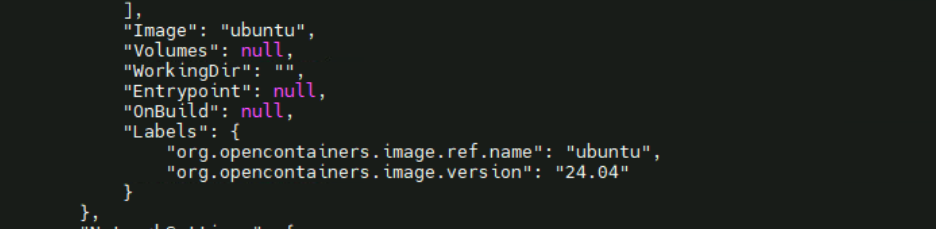 ],
"Image": "ubuntu",
"Volumes": null,
"WorkingDir": "",
"Entrypoint": null,
"OnBuild": null,
"Labels": {
"org.opencontainers.image.ref.name": "ubuntu",
"org.opencontainers.image.version": "24.04"
}
},